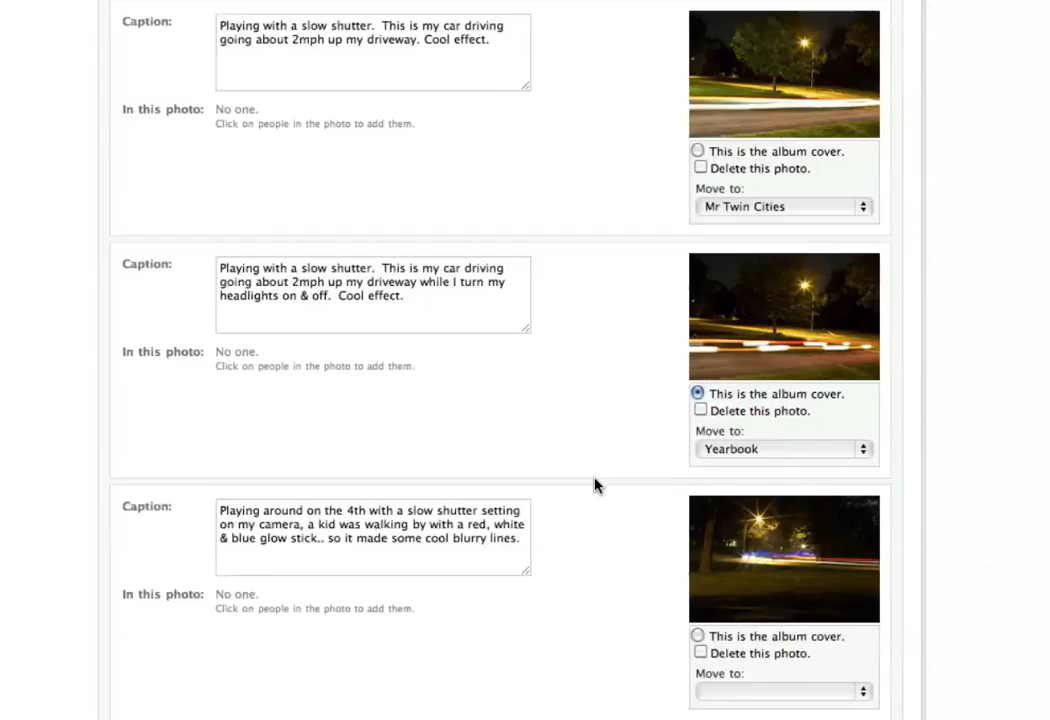 Caption:
Playing with a slow shutter.  This is my car driving
going about 2mph up my driveway. Cool effect.
In this photo:
No one.
Click on people in the photo to add them.
This is the album cover.
Delete this photo.
Move to:
Mr Twin Cities
Caption:
Playing with a slow shutter.  This is my car driving
going about 2mph up my driveway while I turn my
headlights on & off.  Cool effect.
In this photo:
No one.
Click on people in the photo to add them.
This is the album cover.
Delete this photo.
Move to:
Yearbook
Caption:
Playing around on the 4th with a slow shutter setting
on my camera, a kid was walking by with a red, white
& blue glow stick.. so it made some cool blurry lines.
In this photo:
No one.
Click on people in the photo to add them.
This is the album cover.
Delete this photo.
Move to: